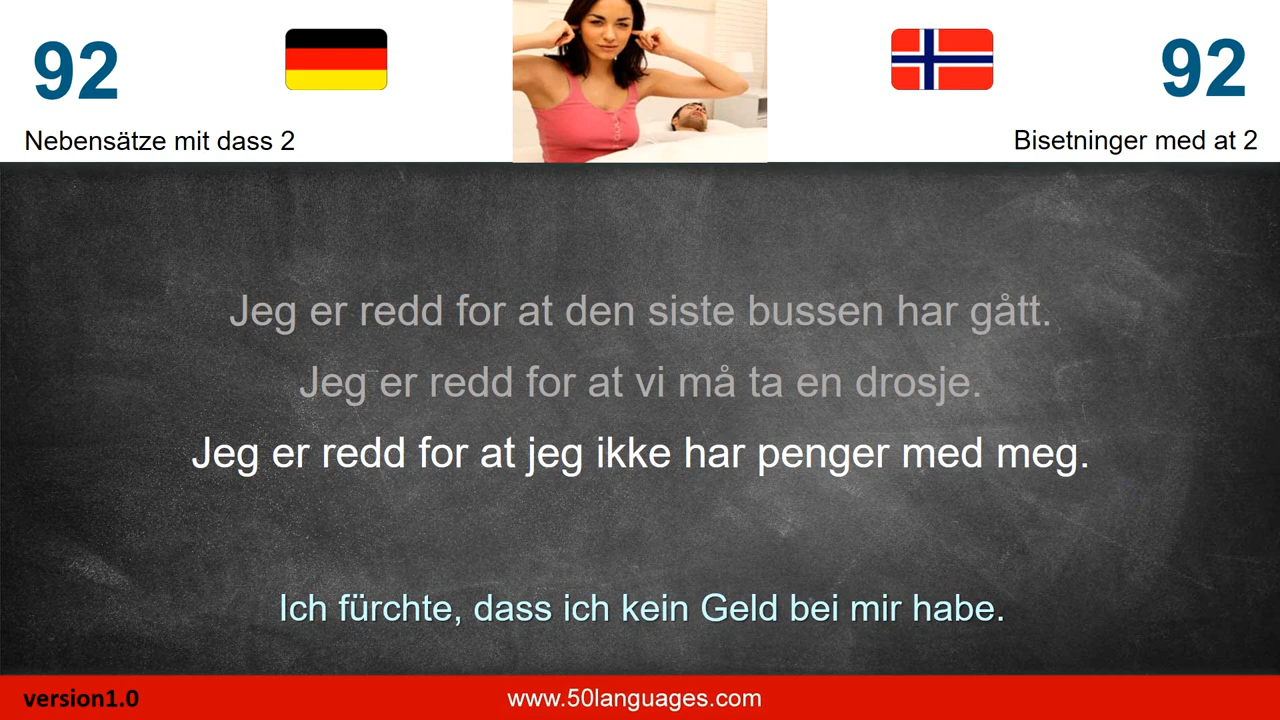 92
92
Nebensätze mit dass 2
Bisetninger med at 2
Jeg er redd for at den siste bussen har gått.
Jeg er redd for at vi må ta en drosje.
Jeg er redd for at jeg ikke har penger med meg.
Ich fürchte, dass ich kein Geld bei mir habe.
version1.0
www.50languages.com